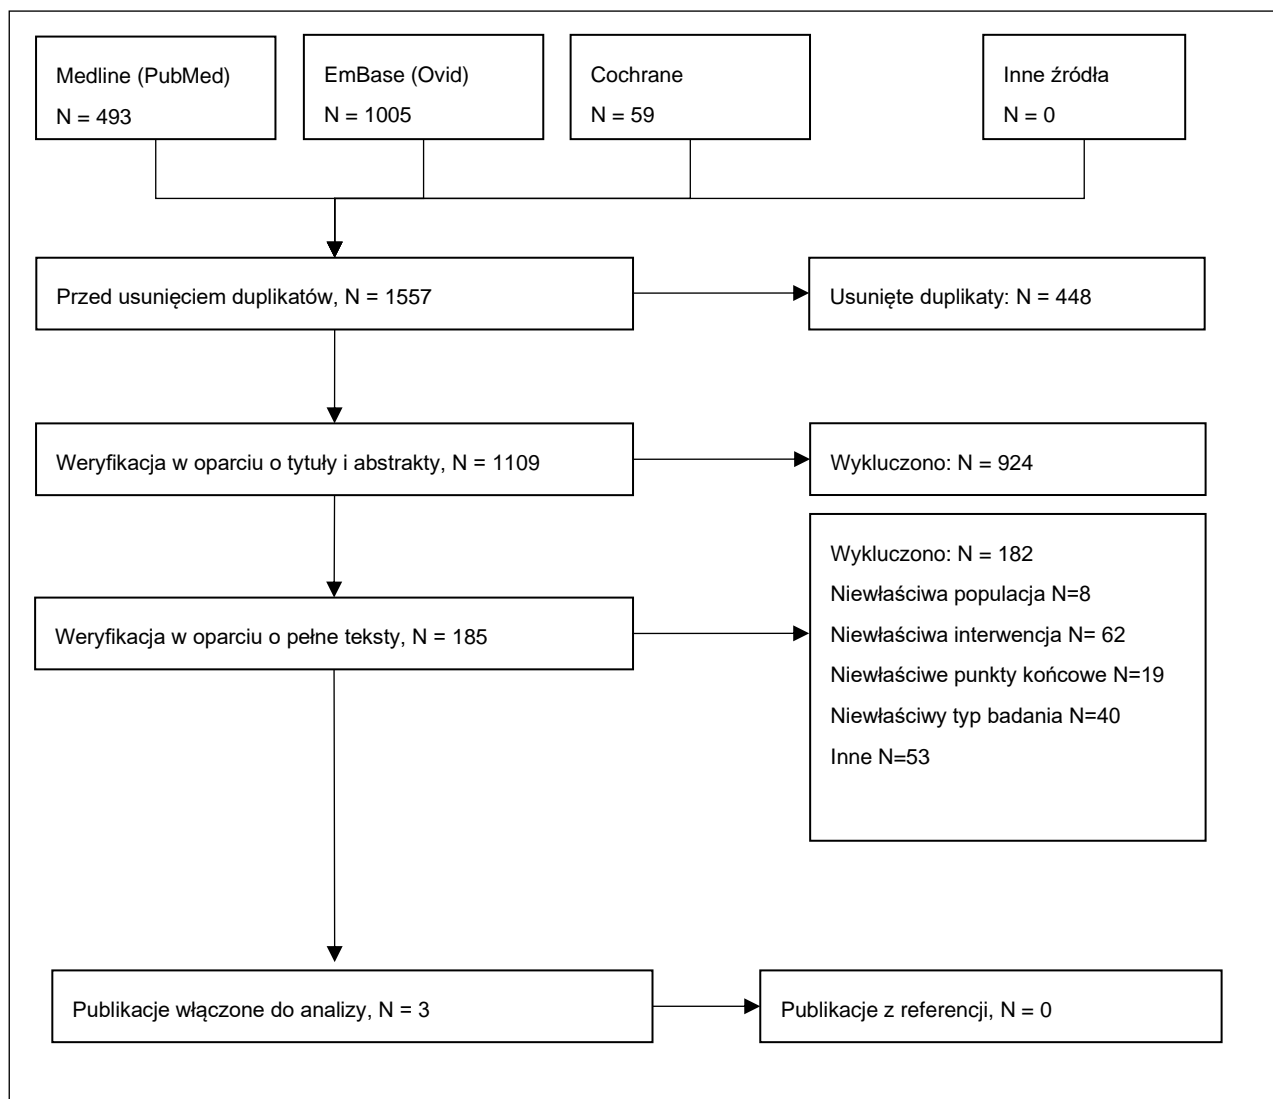 Medline (PubMed)
N = 493
EmBase (Ovid)
N = 1005
Cochrane
N = 59
Inne źródła
N = 0
Przed usunięciem duplikatów, N = 1557
Usunięte duplikaty: N = 448
Weryfikacja w oparciu o tytuły i abstrakty, N = 1109
Wykluczono: N = 924
Weryfikacja w oparciu o pełne teksty, N = 185
Wykluczono: N = 182
Niewłaściwa populacja N=8
Niewłaściwa interwencja N= 62
Niewłaściwe punkty końcowe N=19
Niewłaściwy typ badania N=40
Inne N=53
Publikacje włączone do analizy, N = 3
Publikacje z referencji, N = 0